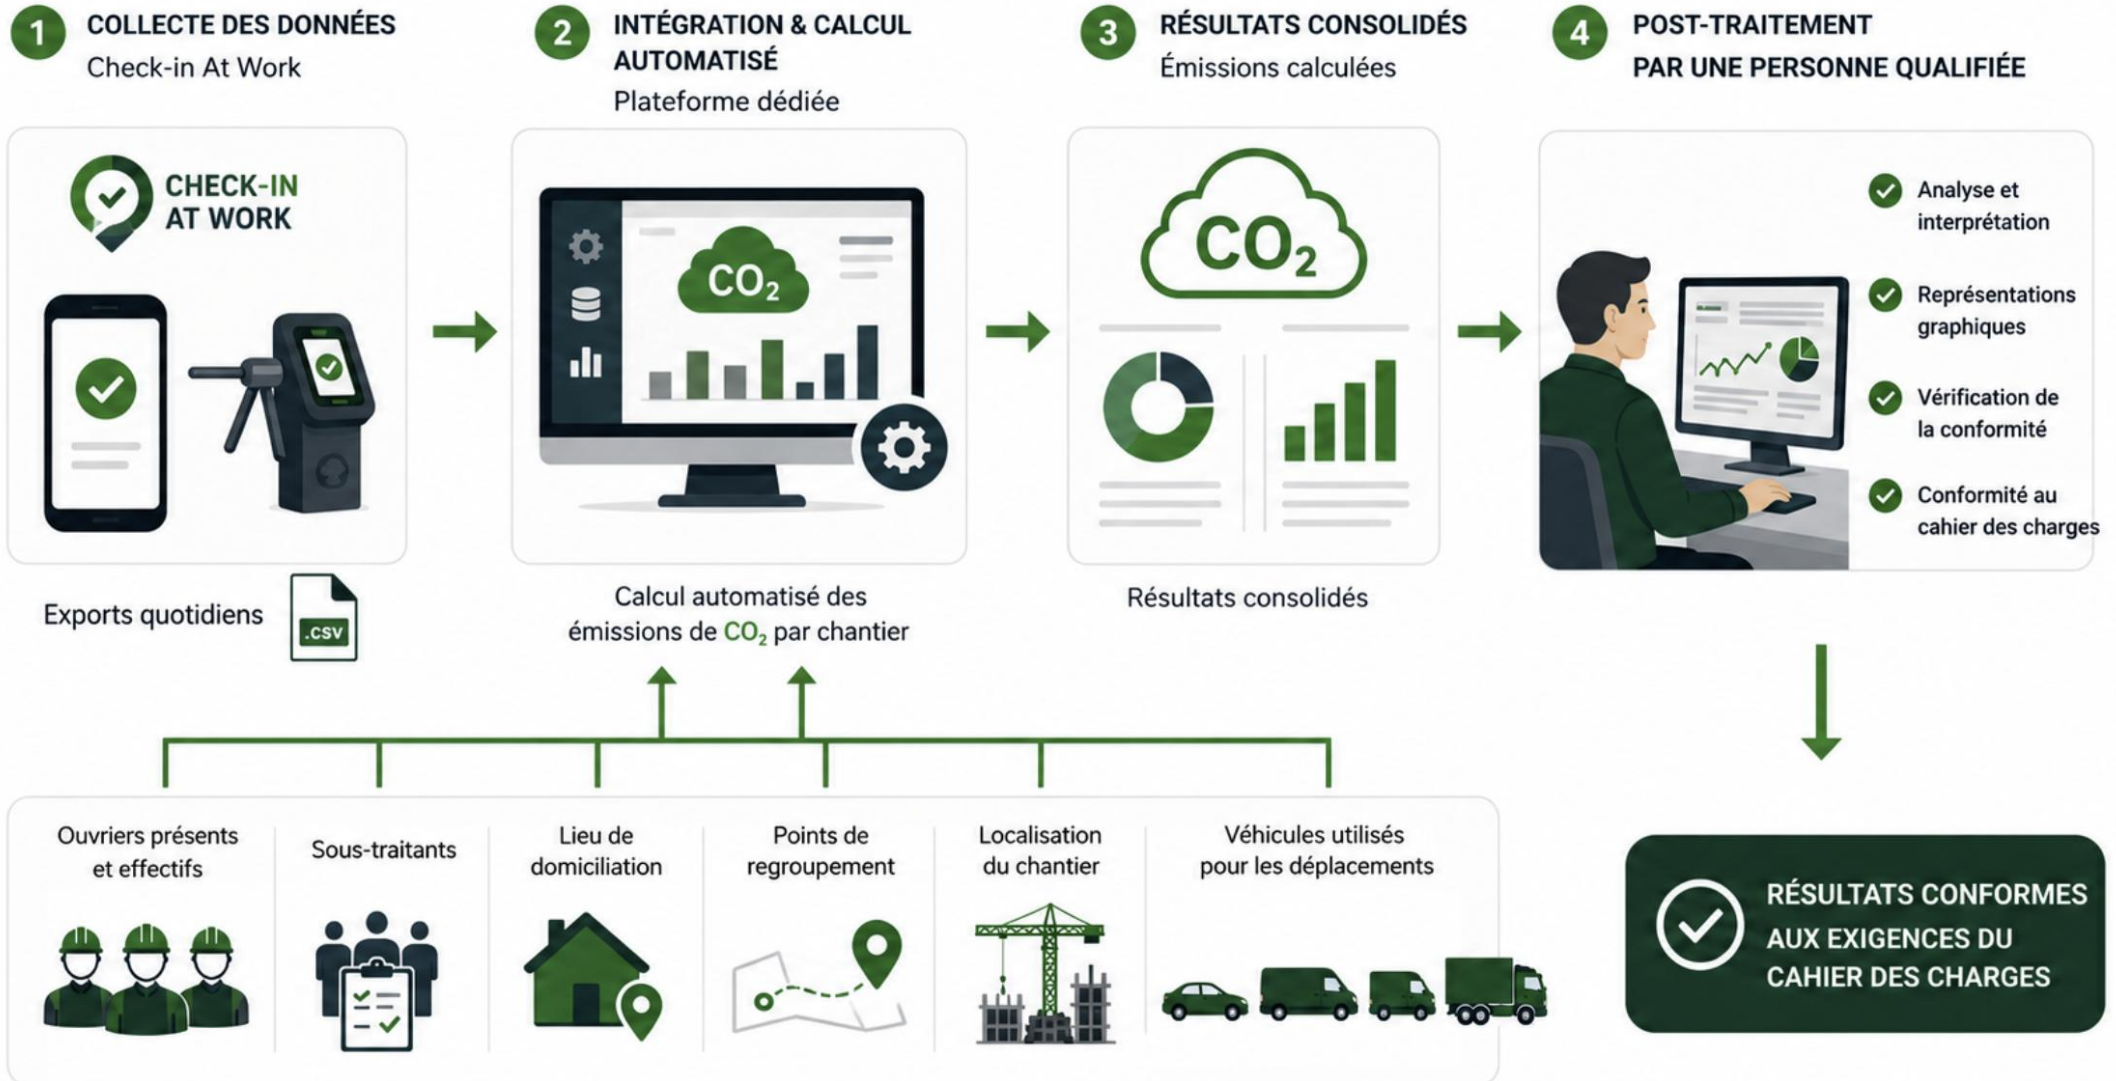 1
COLLECTE DES DONNÉES
Check-in At Work
2
INTÉGRATION & CALCUL
AUTOMATISÉ
Plateforme dédiée
3
RÉSULTATS CONSOLIDÉS
Émissions calculées
4
POST-TRAITEMENT
PAR UNE PERSONNE QUALIFIÉE
CHECK-IN
AT WORK
CO₂
CO₂
Analyse et
interprétation
Représentations
graphiques
Vérification de
la conformité
Conformité au
cahier des charges
Exports quotidiens
.CSV
Calcul automatisé des
émissions de CO₂ par chantier
Résultats consolidés
Ouvriers présents
et effectifs
Sous-traitants
Lieu de
domiciliation
Points de
regroupement
Localisation
du chantier
Véhicules utilisés
pour les déplacements
RÉSULTATS CONFORMES
AUX EXIGENCES DU
CAHIER DES CHARGES